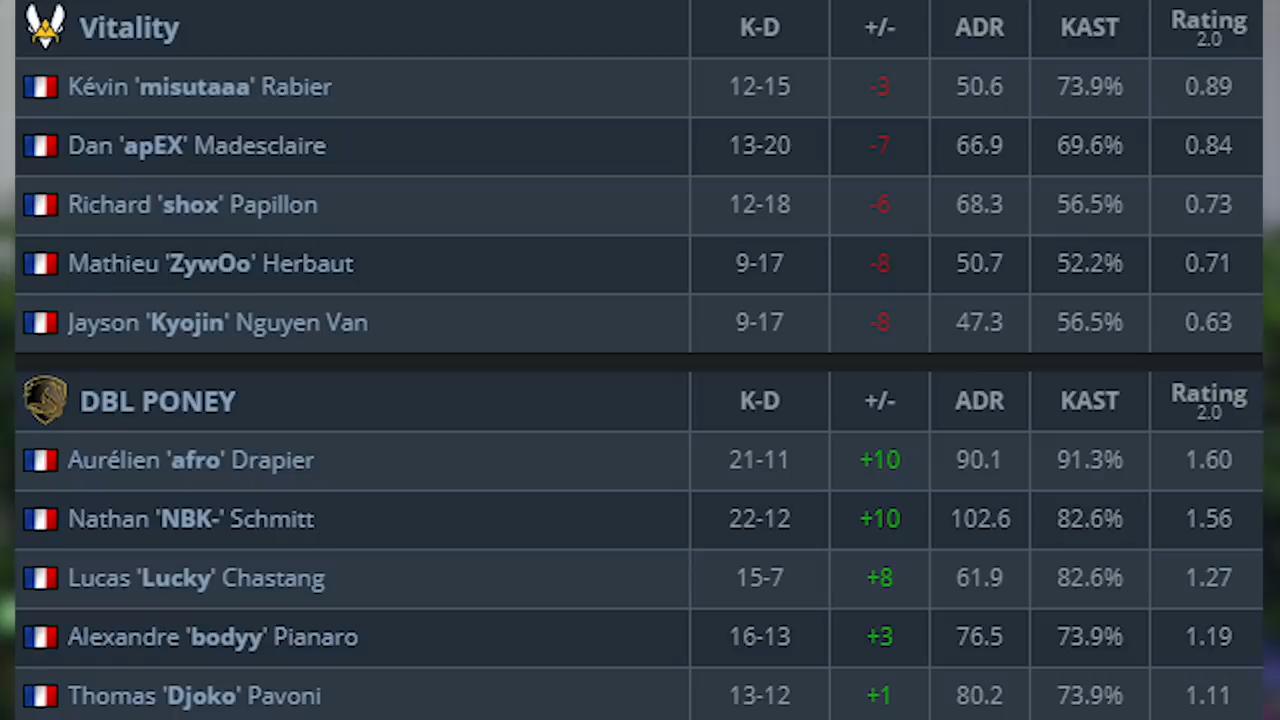 Vitality K-D +/- ADR KAST Rating 2.0
Kévin 'misutaaa' Rabier 12-15 -3 50.6 73.9% 0.89
Dan 'apEX' Madesclaire 13-20 -7 66.9 69.6% 0.84
Richard 'shox' Papillon 12-18 -6 68.3 56.5% 0.73
Mathieu 'ZywOo' Herbaut 9-17 -8 50.7 52.2% 0.71
Jayson 'Kyojin' Nguyen Van 9-17 -8 47.3 56.5% 0.63
DBL PONEY K-D +/- ADR KAST Rating 2.0
Aurélien 'afro' Drapier 21-11 +10 90.1 91.3% 1.60
Nathan 'NBK-' Schmitt 22-12 +10 102.6 82.6% 1.56
Lucas 'Lucky' Chastang 15-7 +8 61.9 82.6% 1.27
Alexandre 'bodyy' Pianaro 16-13 +3 76.5 73.9% 1.19
Thomas 'Djoko' Pavoni 13-12 +1 80.2 73.9% 1.11